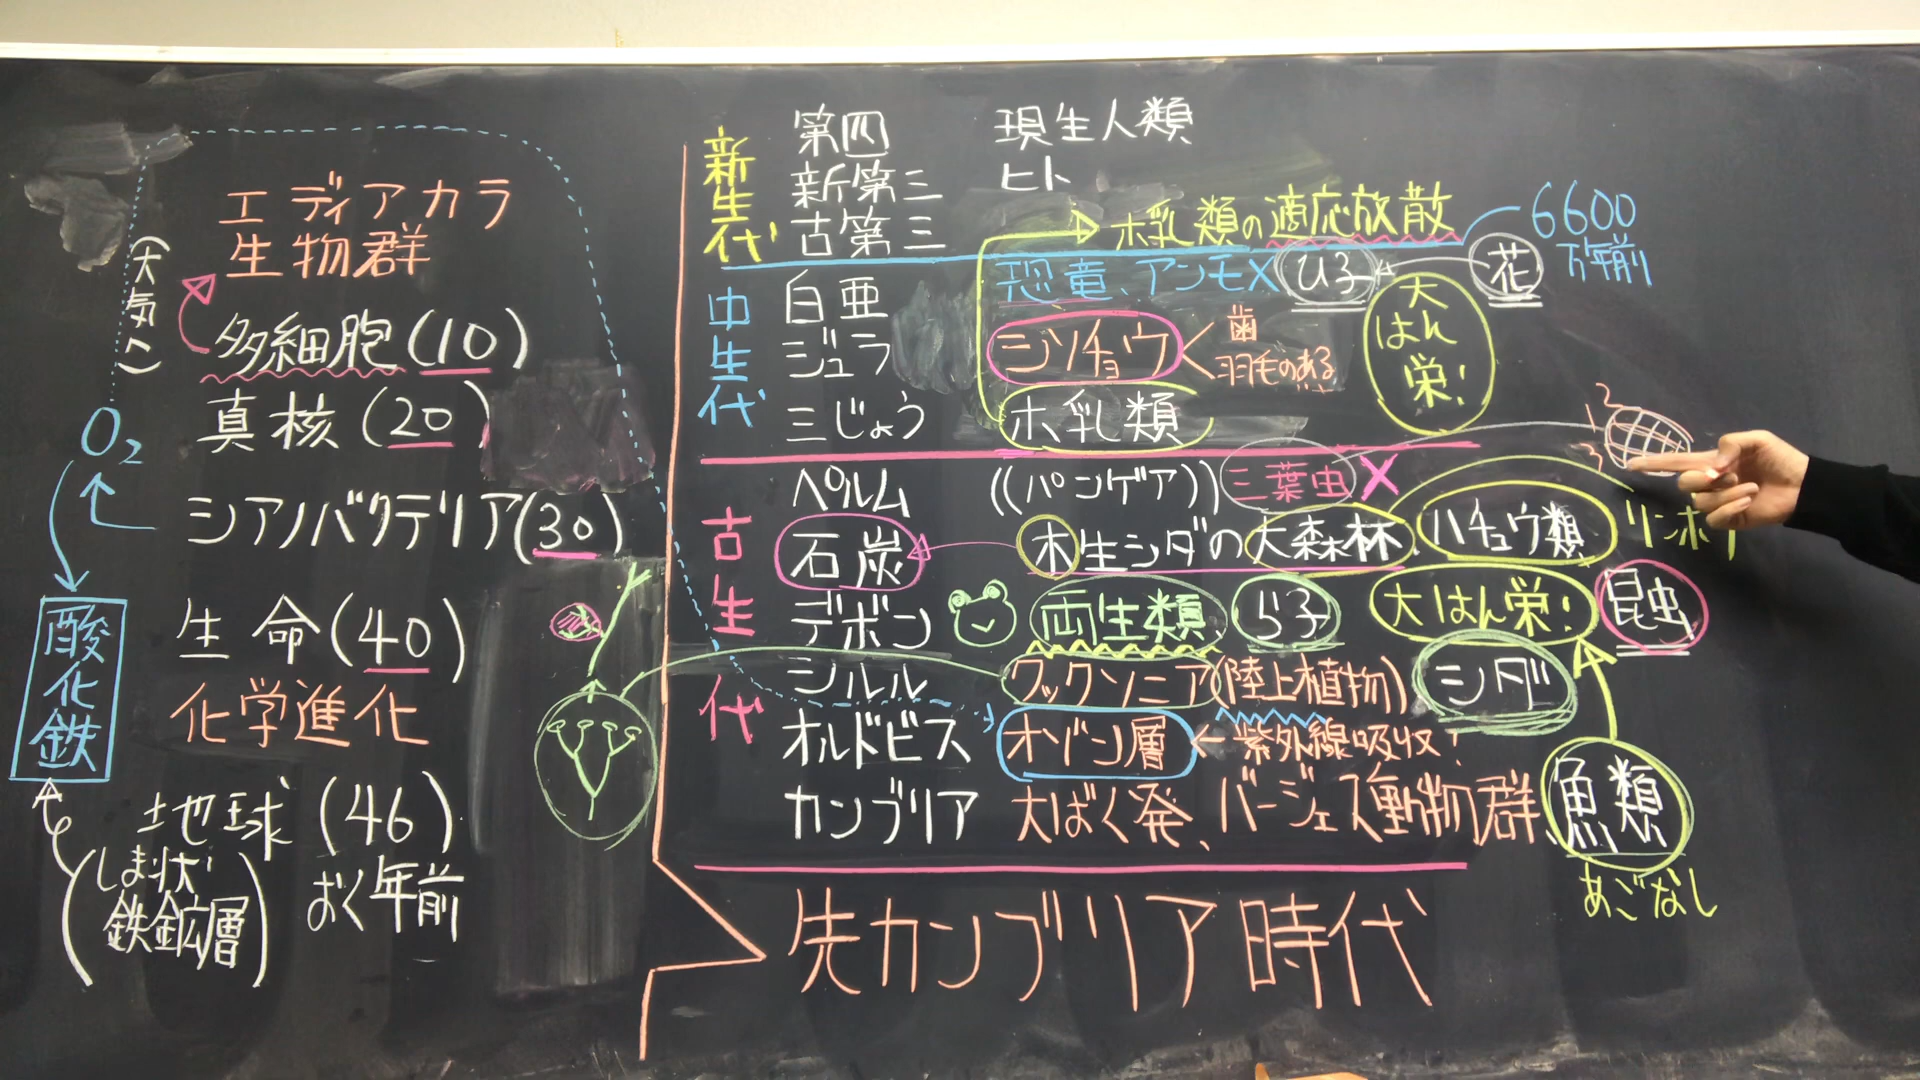 エディアカラ
生物群
多細胞(10)
真核(20)
シアノバクテリア(30)
生命(40)
化学進化
地球(46)
おく年前
(大気へ)
O₂
酸化鉄
(しま状
鉄鉱層)
新生代
第四 現生人類
新第三 ヒト
古第三 ホ乳類の適応放散
6600
万年前
中生代
白亜 恐竜、アンモX ひ子 花
ジュラ シソチョウ< 歯
羽毛のある
大
はん
栄!
三じょう ホ乳類
古生代
ペルム ((パンゲア)) 三葉虫X
1 2
3
石炭 木生シダの大森林、ハチュウ類
リンボ
デボン 両生類 ら子 大はん栄! 昆虫
シルル クックソニア(陸上植物) シダ
オルドビス オゾン層←紫外線吸収!
カンブリア 大ばく発、バージェス動物群、魚類
あごなし
先カンブリア時代